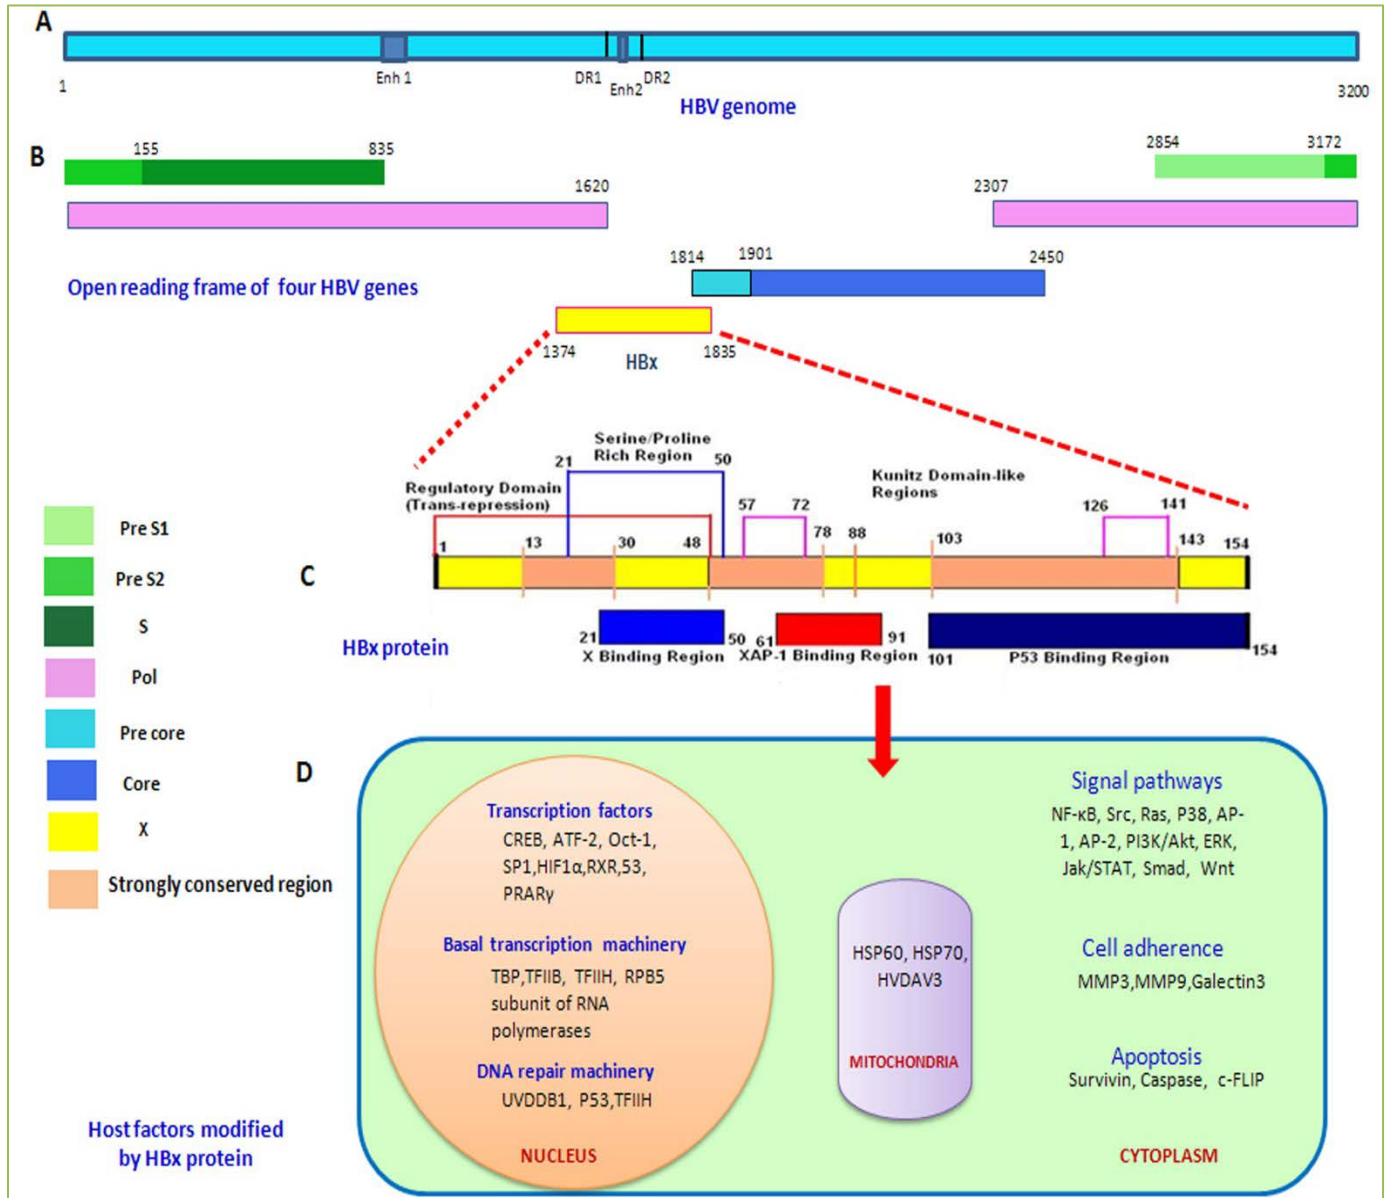 A
Enh 1
DR1
Enh2
DR2
1
3200
HBV genome
B
155
835
2854
3172
1620
2307
1814
1901
2450
Open reading frame of four HBV genes
1374
1835
HBx
Serine/Proline
Rich Region
21
50
Kunitz Domain-like
Regions
Regulatory Domain
(Trans-repression)
57
72
126
141
1
13
30
48
78
88
103
143
154
C
HBx protein
21
50
X Binding Region
61
91
XAP-1 Binding Region
101
154
P53 Binding Region
Pre S1
Pre S2
S
Pol
Pre core
Core
X
Strongly conserved region
D
Transcription factors
CREB, ATF-2, Oct-1,
SP1,HIF1α,RXR,53,
PRARγ
Basal transcription machinery
TBP,TFIIB, TFIIH, RPB5
subunit of RNA
polymerases
DNA repair machinery
UVDDB1, P53,TFIIH
NUCLEUS
HSP60, HSP70,
HVDAV3
MITOCHONDRIA
Signal pathways
NF-κB, Src, Ras, P38, AP-
1, AP-2, PI3K/Akt, ERK,
Jak/STAT, Smad, Wnt
Cell adherence
MMP3,MMP9,Galectin3
Apoptosis
Survivin, Caspase, c-FLIP
CYTOPLASM
Host factors modified
by HBx protein